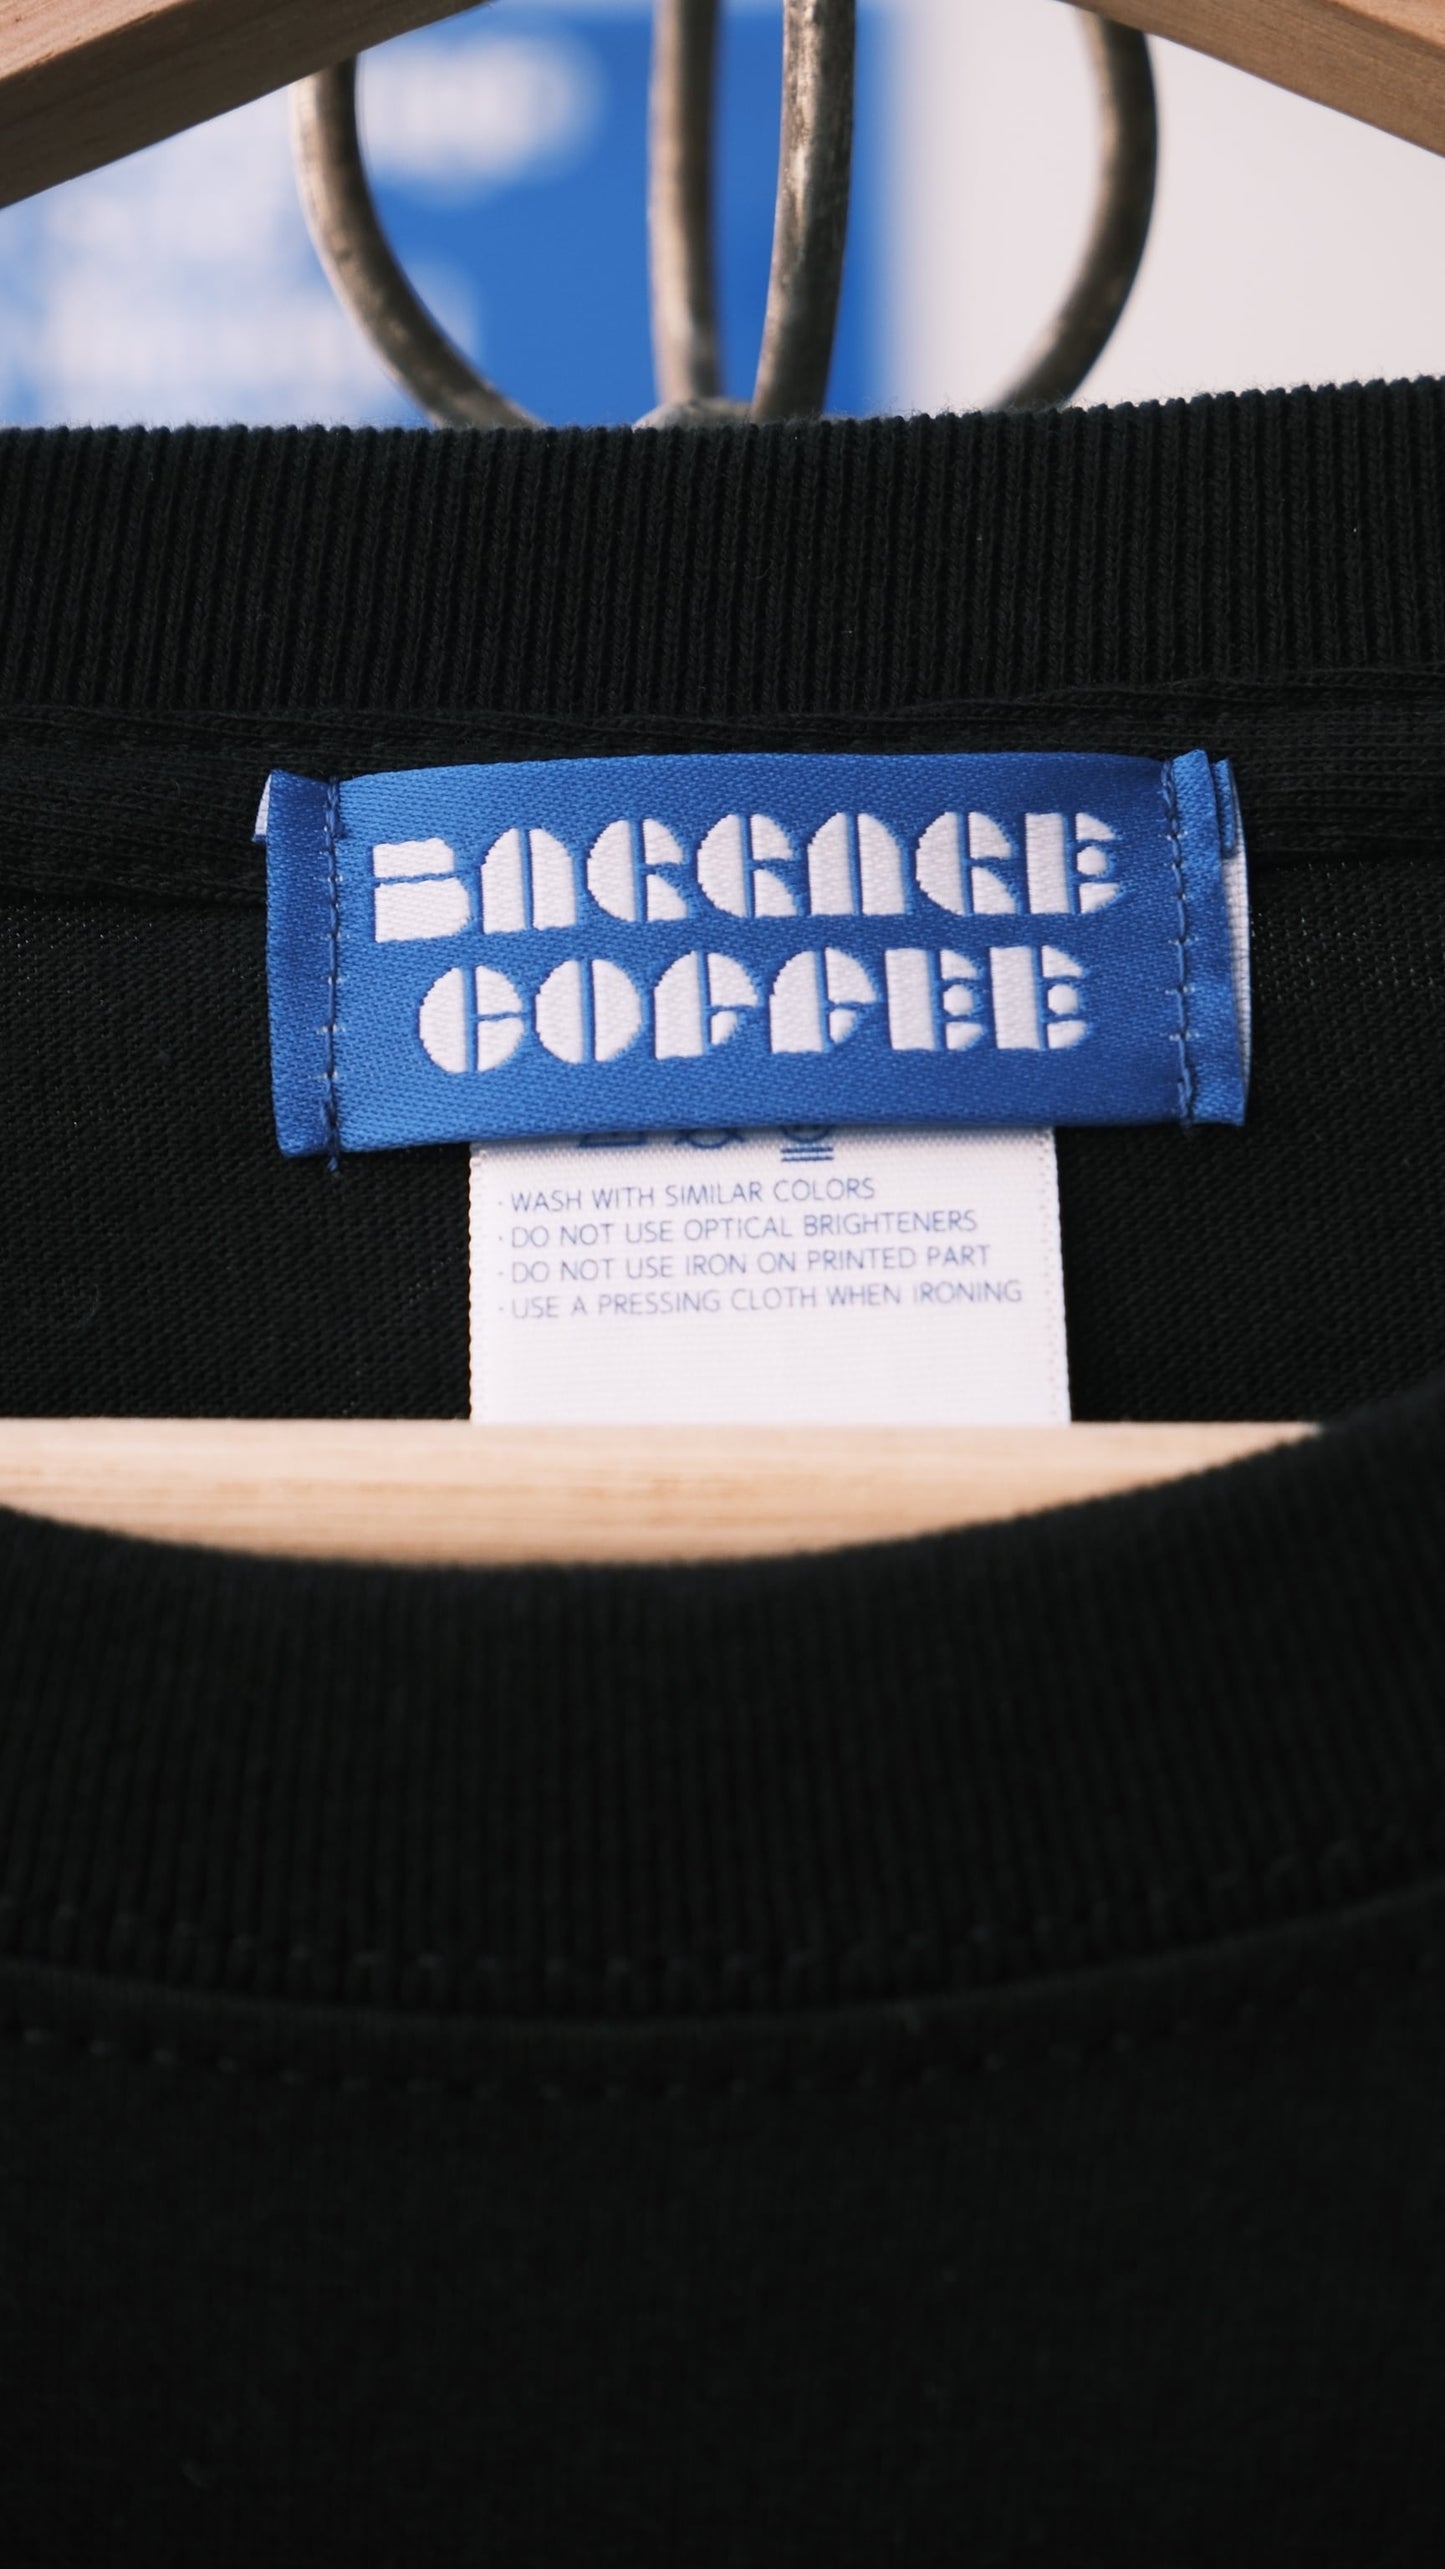 BAGGAGE
COFFEE
· WASH WITH SIMILAR COLORS
· DO NOT USE OPTICAL BRIGHTENERS
· DO NOT USE IRON ON PRINTED PART
· USE A PRESSING CLOTH WHEN IRONING